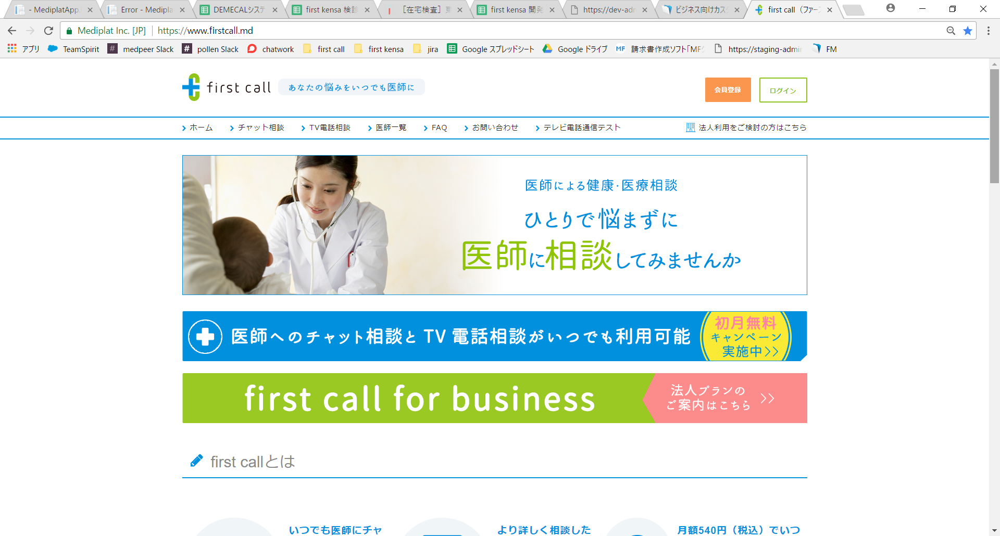 - MediplatApp.
Error - Mediplat
DEMECALシステ
first kensa 検診
［在宅検査］
first kensa 開発
https://dev-adm
ビジネス向けカス
first call（ファース
Mediplat Inc. [JP]
https://www.firstcall.md
アプリ
TeamSpirit
medpeer Slack
pollen Slack
chatwork
first call
first kensa
jira
Google スプレッドシート
Google ドライブ
MF 請求書作成ソフト「MF
https://staging-admin
FM
first call
あなたの悩みをいつでも医師に
会員登録
ログイン
ホーム
チャット相談
TV電話相談
医師一覧
FAQ
お問い合わせ
テレビ電話通信テスト
法人利用をご検討の方はこちら
医師による健康・医療相談
ひとりで悩まずに
医師に相談してみませんか
医師へのチャット相談と TV 電話相談がいつでも利用可能
初月無料
キャンペーン
実施中>>
first call for business
法人プランの
ご案内はこちら >>
first callとは
いつでも医師にチャ
より詳しく相談した
月額540円（税込）でいつ